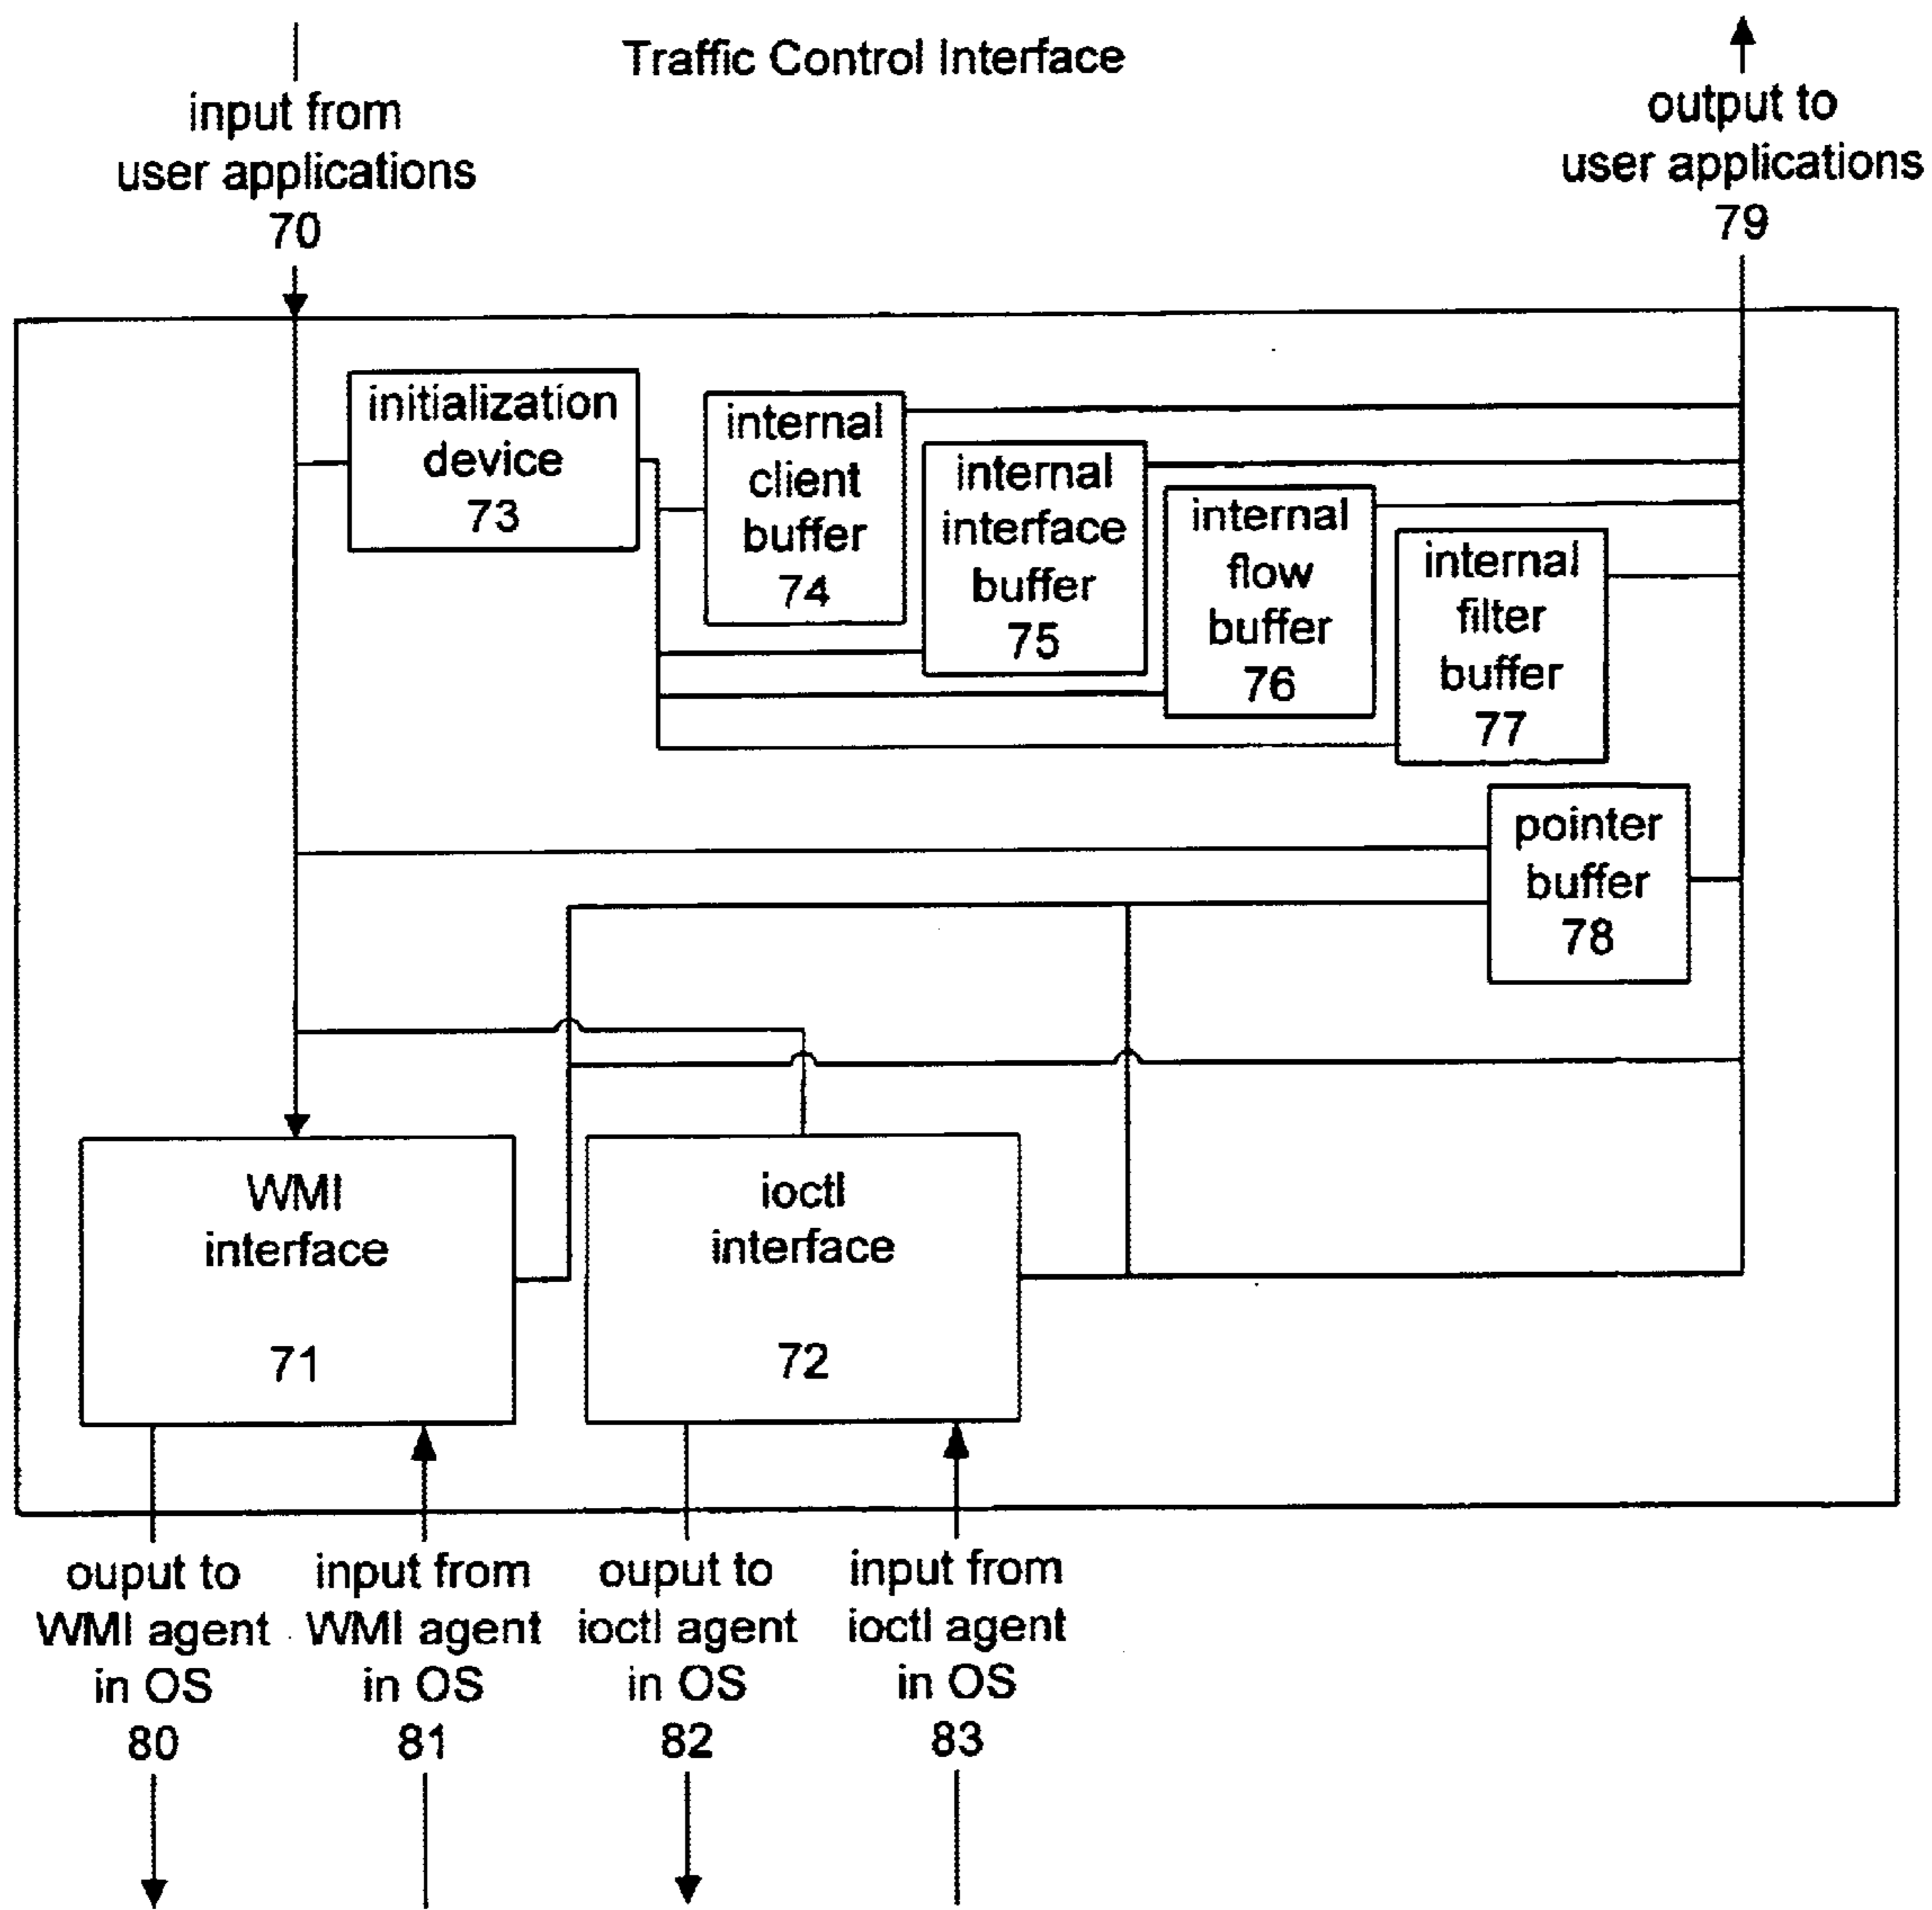 Traffic Control Interface
input from
user applications
70
output to
user applications
79
initialization
device
73
internal
client
buffer
74
internal
interface
buffer
75
internal
flow
buffer
76
internal
filter
buffer
77
pointer
buffer
78
WMI
interface
71
ioctl
interface
72
ouput to
WMI agent
in OS
80
input from
WMI agent
in OS
81
ouput to
ioctl agent
in OS
82
input from
ioctl agent
in OS
83